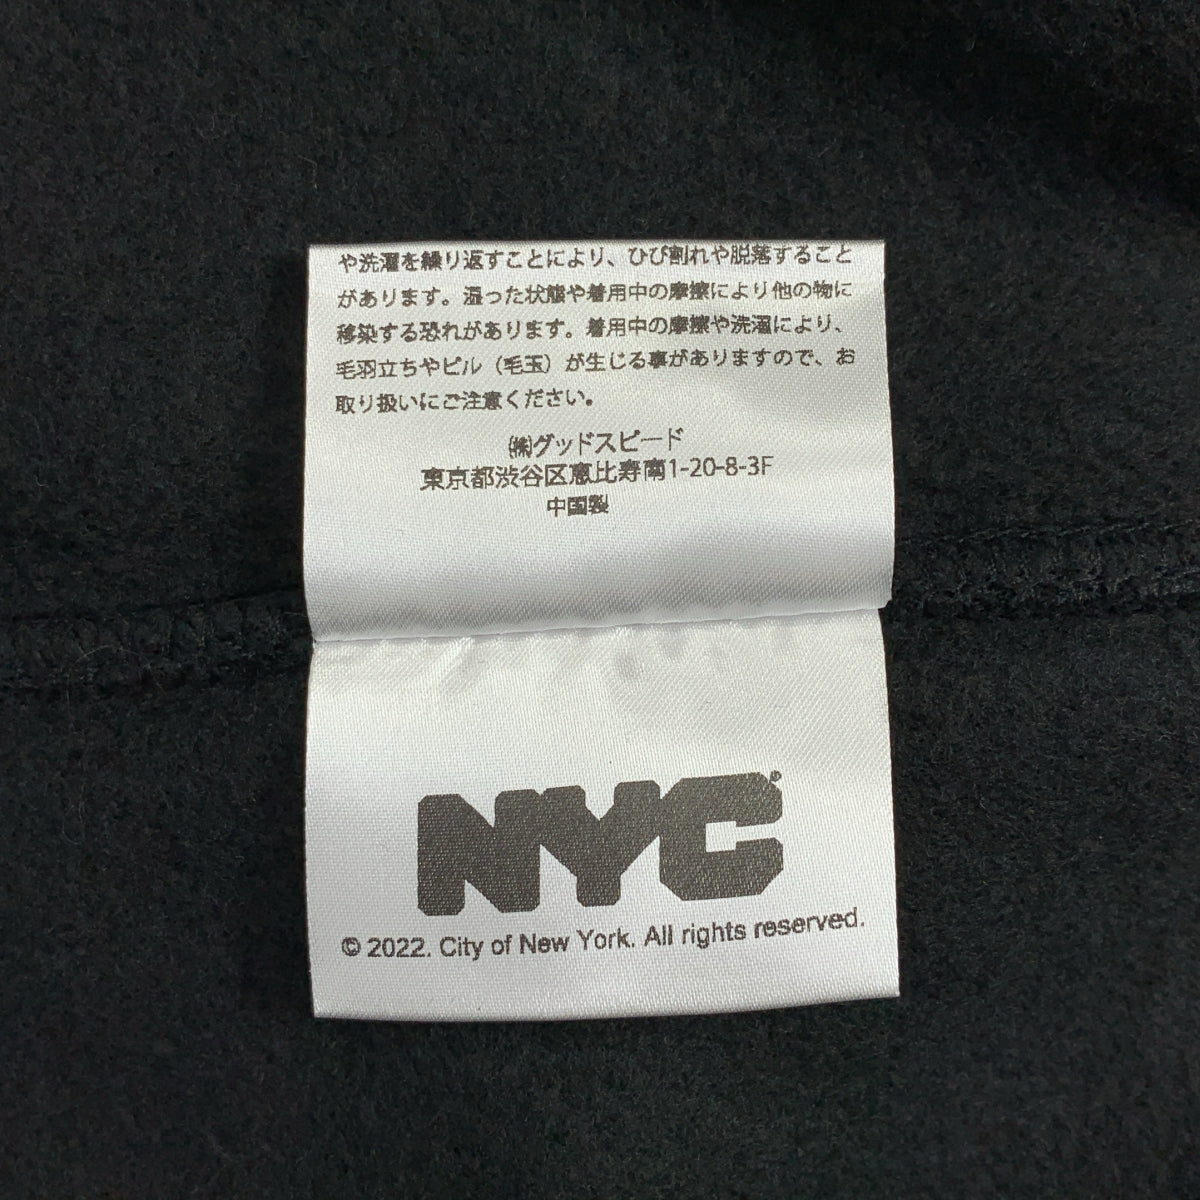 や洗濯を繰り返すことにより、ひび割れや脱落すること
があります。湿った状態や着用中の摩擦により他の物に
移染する恐れがあります。着用中の摩擦や洗濯により、
毛羽立ちやピル（毛玉）が生じる事がありますので、お
取り扱いにご注意ください。
㈱グッドスピード
東京都渋谷区恵比寿南1-20-8-3F
中国製
NYC®
© 2022. City of New York. All rights reserved.